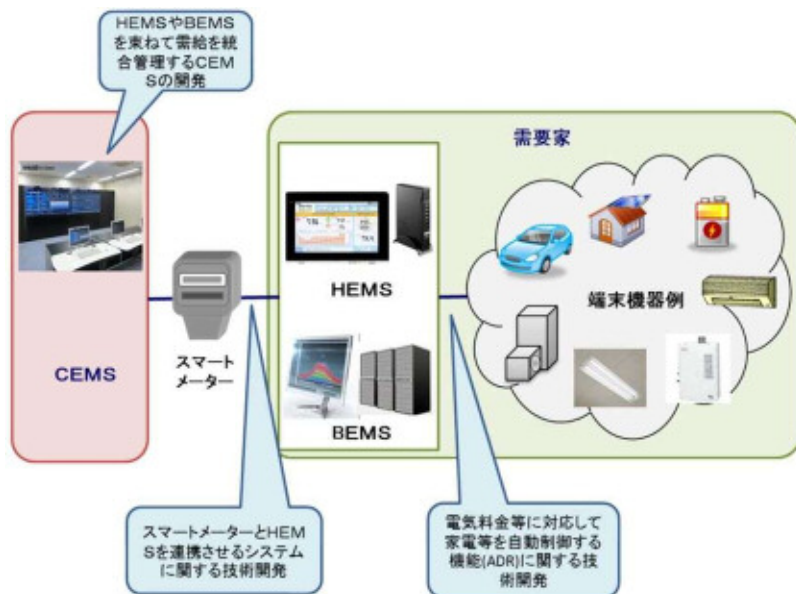 HEMSやBEMS
を束ねて需給を統
合管理するCEM
Sの開発
需要家
HEMS
端末機器例
スマート
メーター
CEMS
BEMS
スマートメーターとHEM
Sを連携させるシステム
に関する技術開発
電気料金等に対応して
家電等を自動制御する
機能(ADR)に関する技
術開発